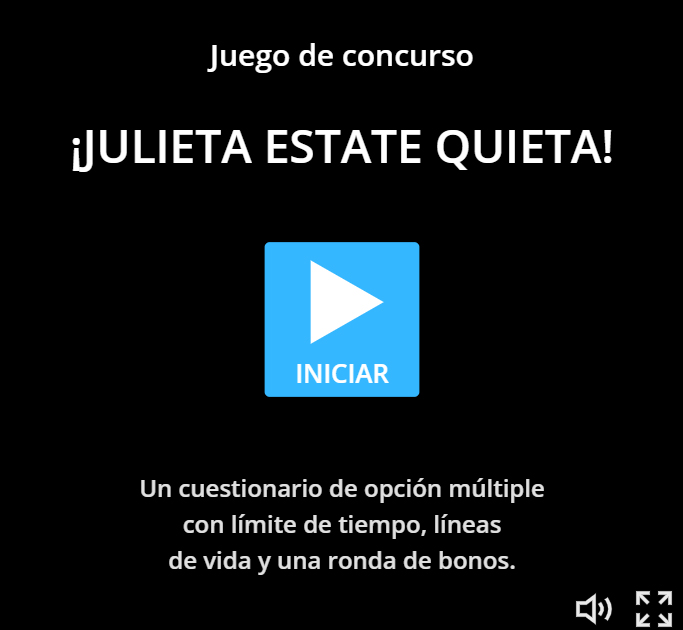 Juego de concurso
¡JULIETA ESTATE QUIETA!
INICIAR
Un cuestionario de opción múltiple
con límite de tiempo, líneas
de vida y una ronda de bonos.